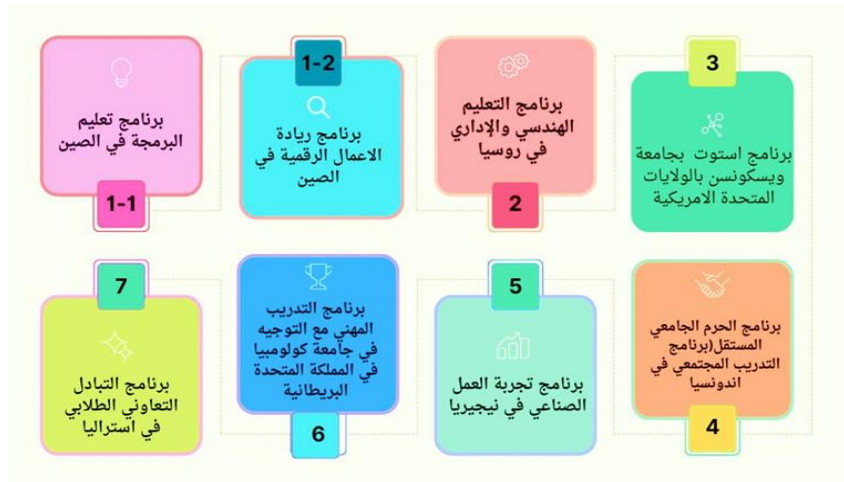 برنامج تعليم
البرمجة في الصين
1-1
1-2
برنامج ريادة
الاعمال الرقمية في
الصين
برنامج التعليم
الهندسي والإداري
في روسيا
2
3
برنامج استوت بجامعة
ويسكونسن بالولايات
المتحدة الامريكية
برنامج الحرم الجامعي
المستقل(برنامج
التدريب المجتمعي في
اندونسيا
4
5
برنامج تجربة العمل
الصناعي في نيجيريا
برنامج التدريب
المهني مع التوجيه
في جامعة كولومبيا
في المملكة المتحدة
البريطانية
6
7
برنامج التبادل
التعاوني الطلابي
في استراليا